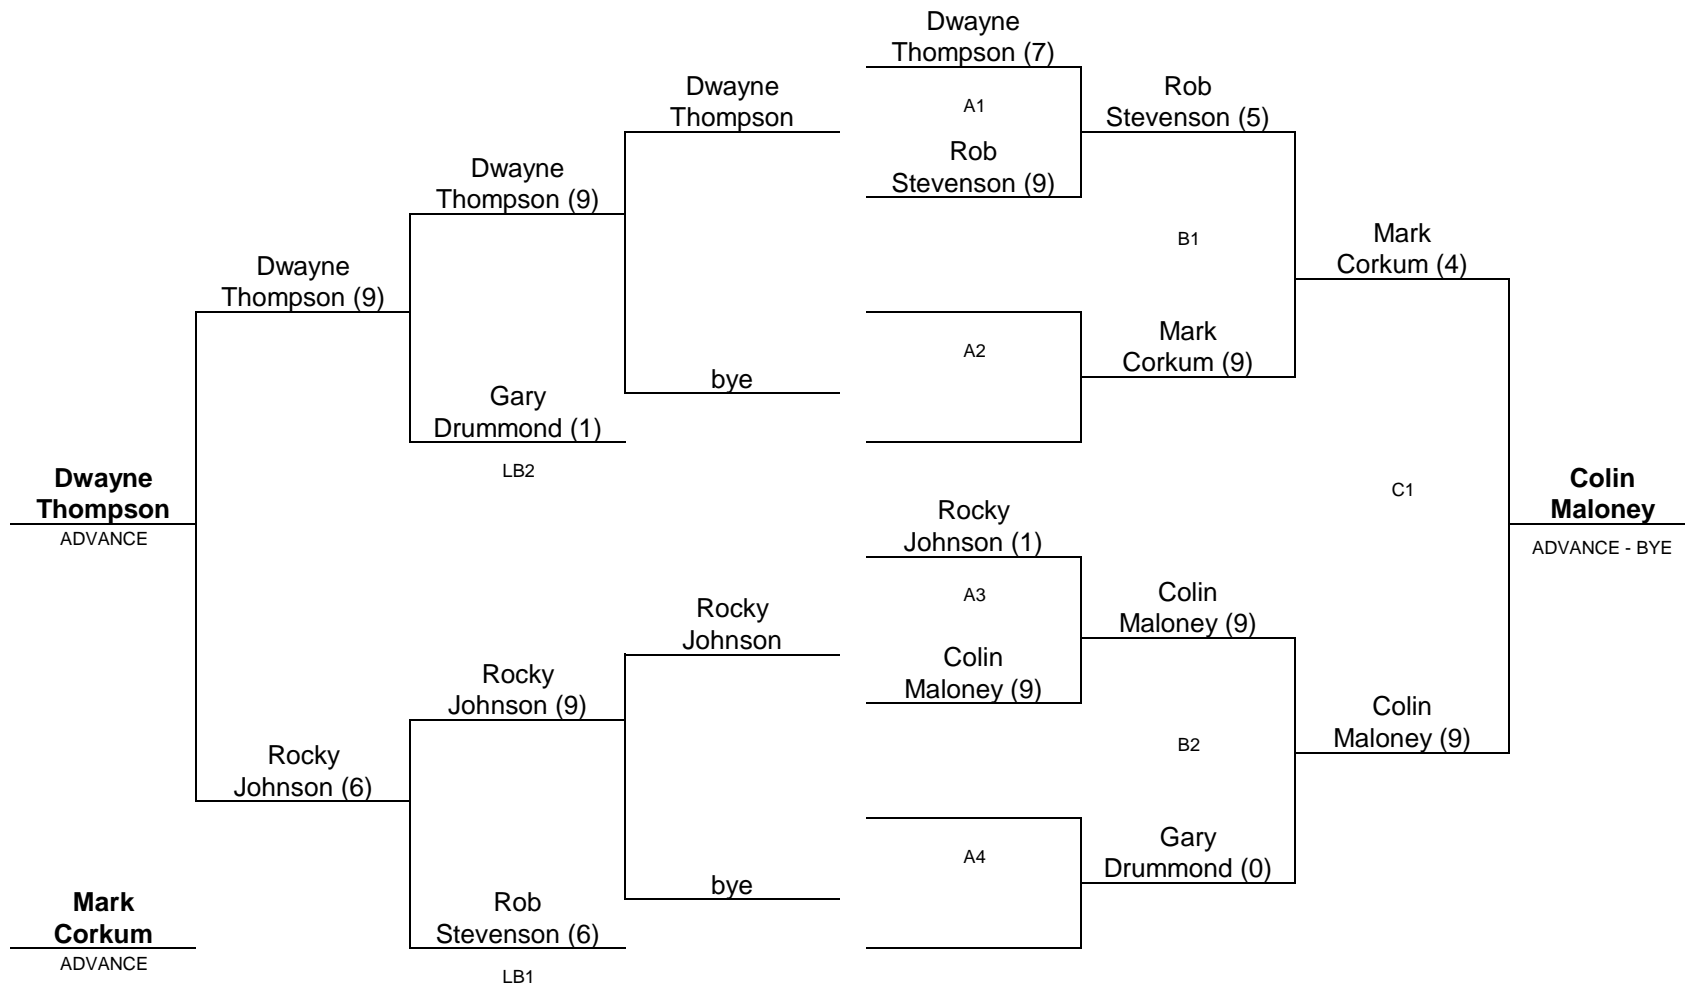 Dwayne
Thompson (7)
A1
Rob
Stevenson (9)
Dwayne
Thompson
Rob
Stevenson (5)
Dwayne
Thompson (9)
B1
Mark
Corkum (4)
Dwayne
Thompson (9)
A2
Mark
Corkum (9)
bye
Gary
Drummond (1)
LB2
Dwayne
Thompson
ADVANCE
C1
Colin
Maloney
ADVANCE - BYE
Rocky
Johnson (1)
A3
Colin
Maloney (9)
Rocky
Johnson
Colin
Maloney (9)
Rocky
Johnson (9)
B2
Colin
Maloney (9)
Rocky
Johnson (6)
A4
Gary
Drummond (0)
bye
Mark
Corkum
ADVANCE
Rob
Stevenson (6)
LB1